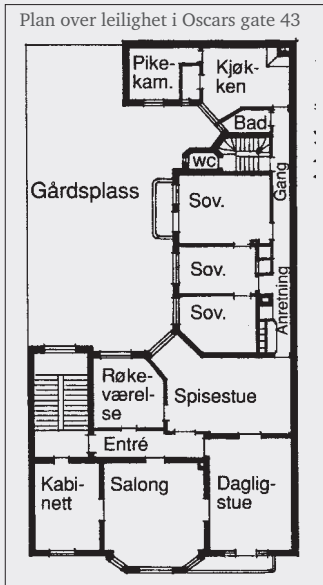 Plan over leilighet i Oscars gate 43
Pike-
kam.
Kjøk-
ken
Bad
wc
Gang
Gårdsplass
Sov.
Sov.
Sov.
Anretning
Røke-
værel-
se
Spisestue
Entré
Kabi-
nett
Salong
Daglig-
stue